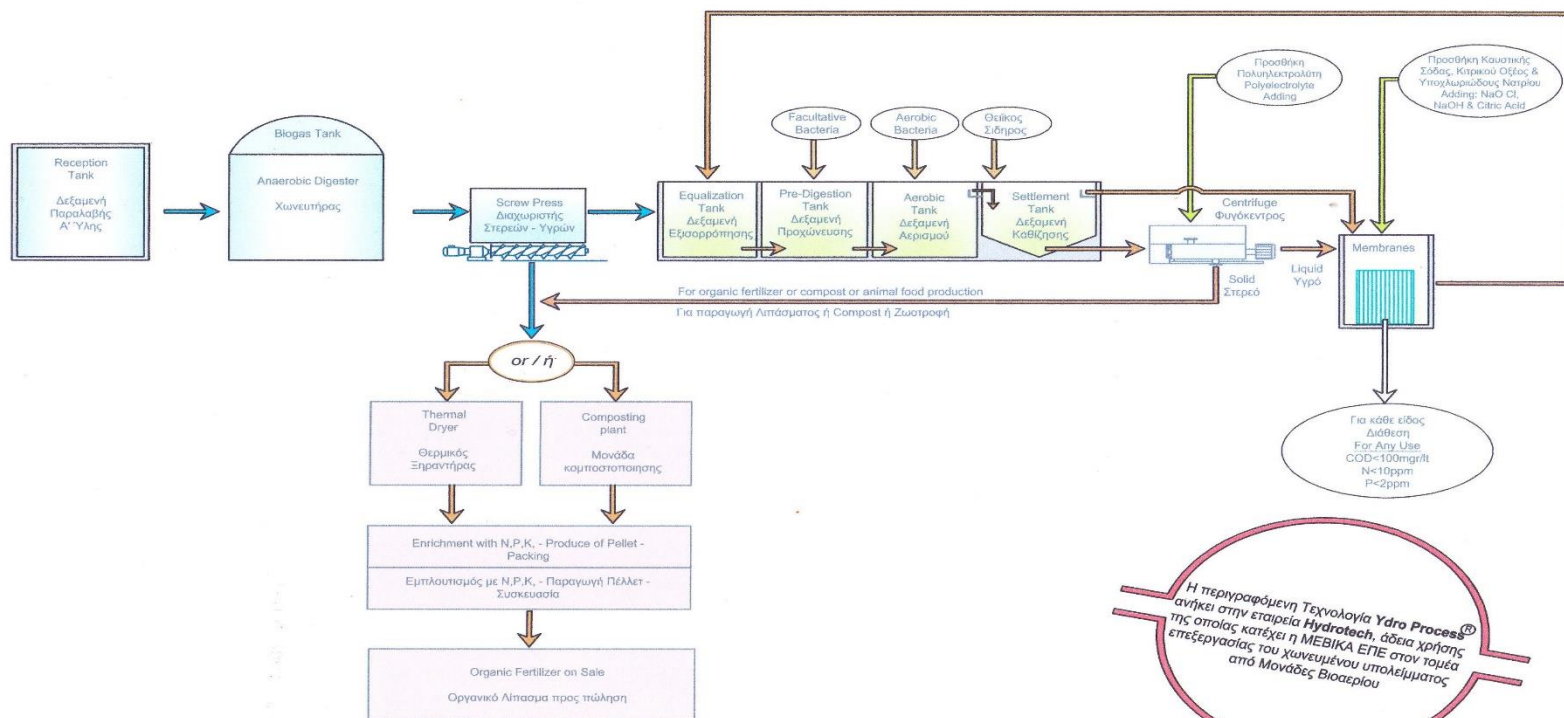 Reception
Tank
Δεξαμενή
Παραλαβής
Α' Ύλης
Biogas Tank
Anaerobic Digester
Χωνευτήρας
Screw Press
Διαχωριστής
Στερεών - Υγρών
Equalization
Tank
Δεξαμενή
Εξισορρόπησης
Pre-Digestion
Tank
Δεξαμενή
Προχώνευσης
Aerobic
Tank
Δεξαμενή
Αερισμού
Settlement
Tank
Δεξαμενή
Καθίζησης
Facultative
Bacteria
Aerobic
Bacteria
Θειϊκος
Σίδηρος
Προσθήκη
Πολυηλεκτρολύτη
Polyelectrolyte
Adding
Προσθήκη Καυστικής
Σόδας, Κιτρικού Οξέος &
Υποχλωριώδους Νατρίου
Adding: NaO Cl,
NaOH & Citric Acid
Centrifuge
Φυγόκεντρος
Solid
Στερεό
Liquid
Υγρό
Membranes
For organic fertilizer or compost or animal food production
Για παραγωγή Λιπάσματος ή Compost ή Ζωοτροφή
or / ή
Thermal
Dryer
Θερμικός
Ξηραντήρας
Composting
plant
Μονάδα
κομποστοποιησης
Enrichment with N,P,K, - Produce of Pellet -
Packing
Εμπλουτισμός με N,P,K, - Παραγωγή Πέλλετ -
Συσκευασία
Organic Fertilizer on Sale
Οργανικό Λίπασμα προς πώληση
Για κάθε είδος
Διάθεση
For Any Use
COD<100mgr/lt
N<10ppm
P<2ppm
Η περιγραφόμενη Τεχνολογία Ydro Process®
ανήκει στην εταιρεία Hydrotech, άδεια χρήσης
της οποίας κατέχει η ΜΕΒΙΚΑ ΕΠΕ στον τομέα
επεξεργασίας του χωνευμένου υπολείμματος
από Μονάδες Βιοαερίου